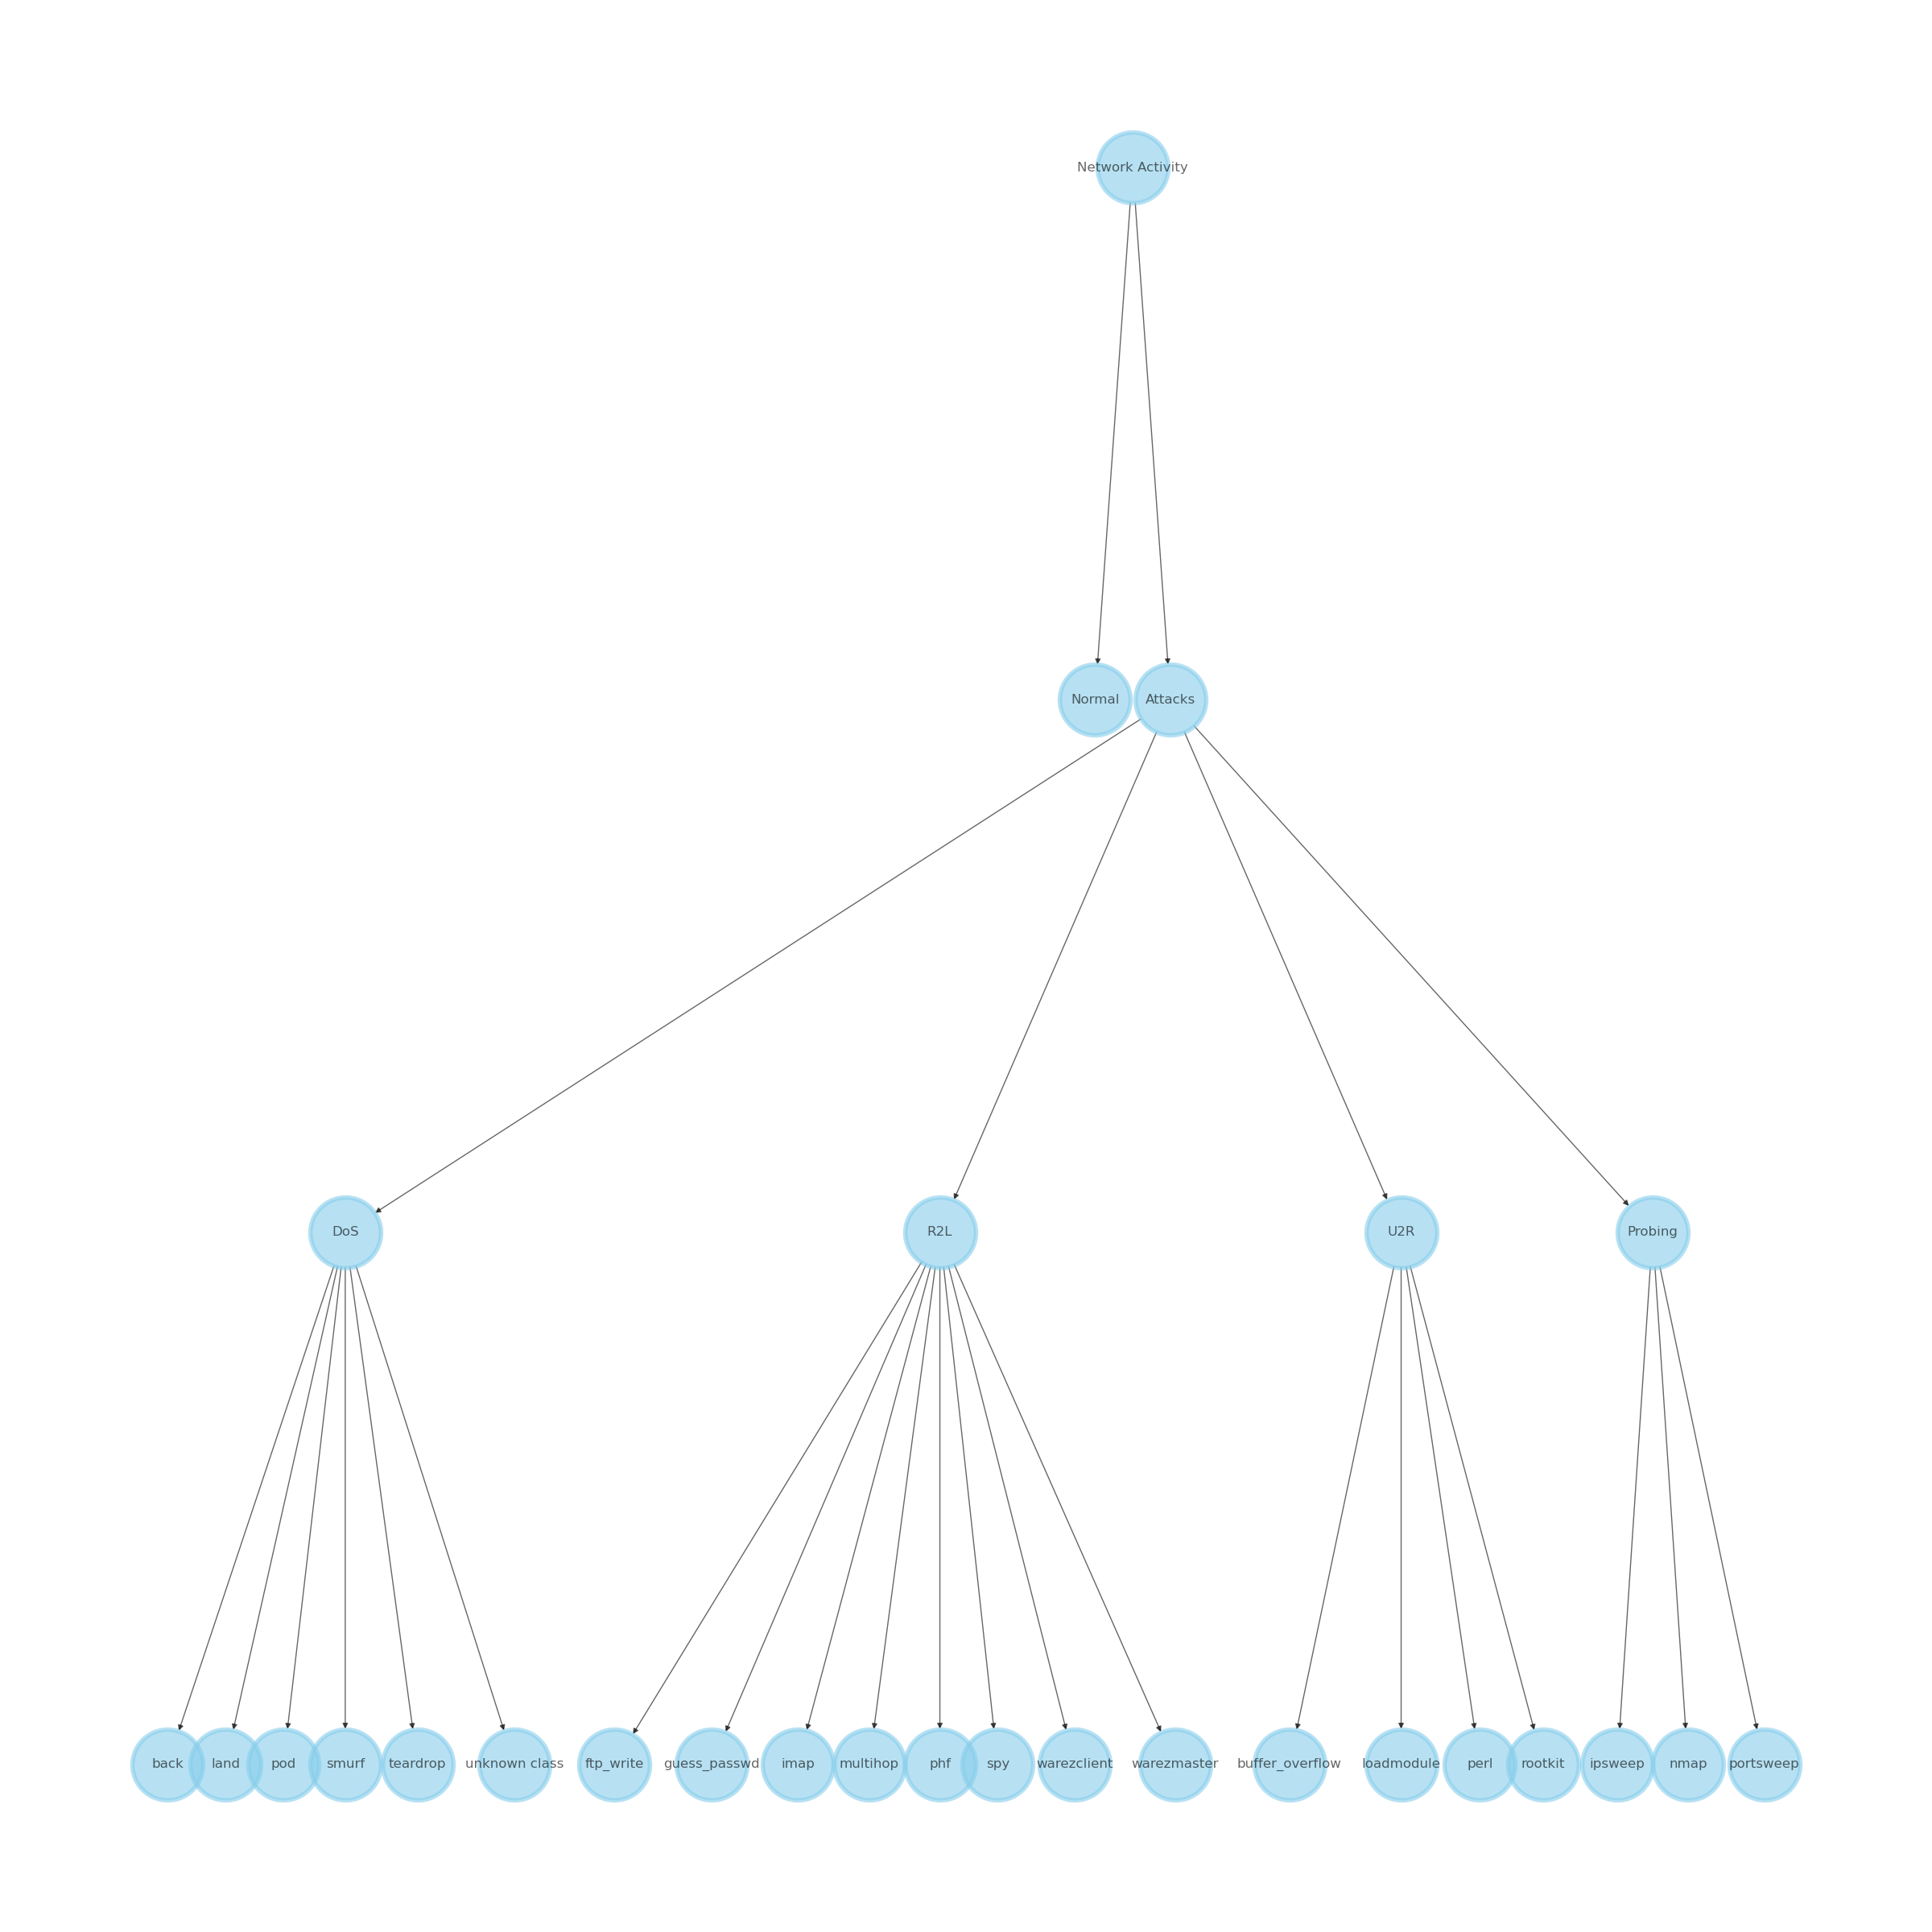 Network Activity
Normal
Attacks
DoS
R2L
U2R
Probing
back
land
pod
smurf
teardrop
unknown class
ftp_write
guess_passwd
imap
multihop
phf
spy
warezclient
warezmaster
buffer_overflow
loadmodule
perl
rootkit
ipsweep
nmap
portsweep